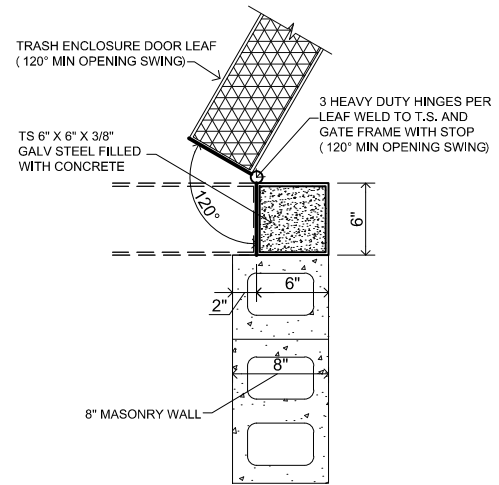 TRASH ENCLOSURE DOOR LEAF
( 120° MIN OPENING SWING)
3 HEAVY DUTY HINGES PER
LEAF WELD TO T.S. AND
GATE FRAME WITH STOP
( 120° MIN OPENING SWING)
TS 6" X 6" X 3/8"
GALV STEEL FILLED
WITH CONCRETE
120°
6"
6"
2"
8"
8" MASONRY WALL